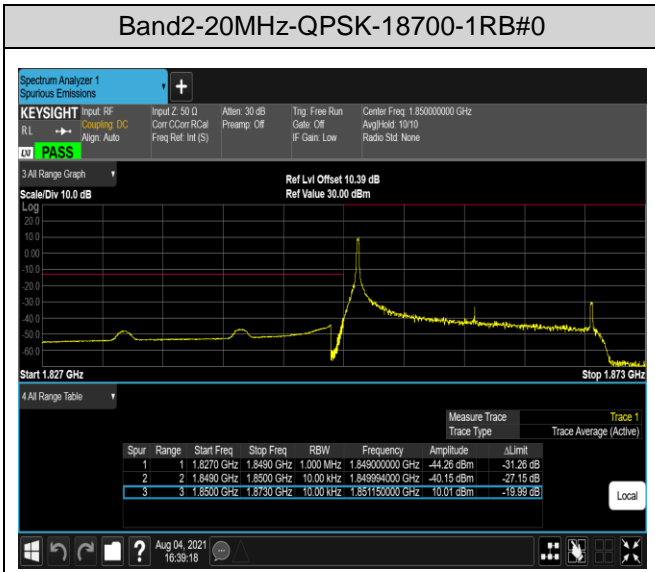 Band2-20MHz-QPSK-18700-1RB#0
Spectrum Analyzer 1
Spurious Emissions
+
KEYSIGHT Input: RF Input Z: 50 Ω Atten: 30 dB Trig: Free Run Center Freq: 1.850000000 GHz
RL Coupling: DC Corr CCorr RCal Preamp: Off Gate: Off Avg|Hold: 10/10
Align: Auto Freq Ref: Int (S) IF Gain: Low Radio Std: None
LXI PASS
3 All Range Graph
Ref Lvl Offset 10.39 dB
Scale/Div 10.0 dB Ref Value 30.00 dBm
Log
20.0
10.0
0.00
-10.0
-20.0
-30.0
-40.0
-50.0
-60.0
Start 1.827 GHz Stop 1.873 GHz
4 All Range Table
Measure Trace Trace 1
Trace Type Trace Average (Active)
Spur Range Start Freq Stop Freq RBW Frequency Amplitude ΔLimit
1 1 1.8270 GHz 1.8490 GHz 1.000 MHz 1.849000000 GHz -44.26 dBm -31.26 dB
2 2 1.8490 GHz 1.8500 GHz 10.00 kHz 1.849994000 GHz -40.15 dBm -27.15 dB
3 3 1.8500 GHz 1.8730 GHz 10.00 kHz 1.851150000 GHz 10.01 dBm -19.99 dB
Local
? Aug 04, 2021
16:39:18